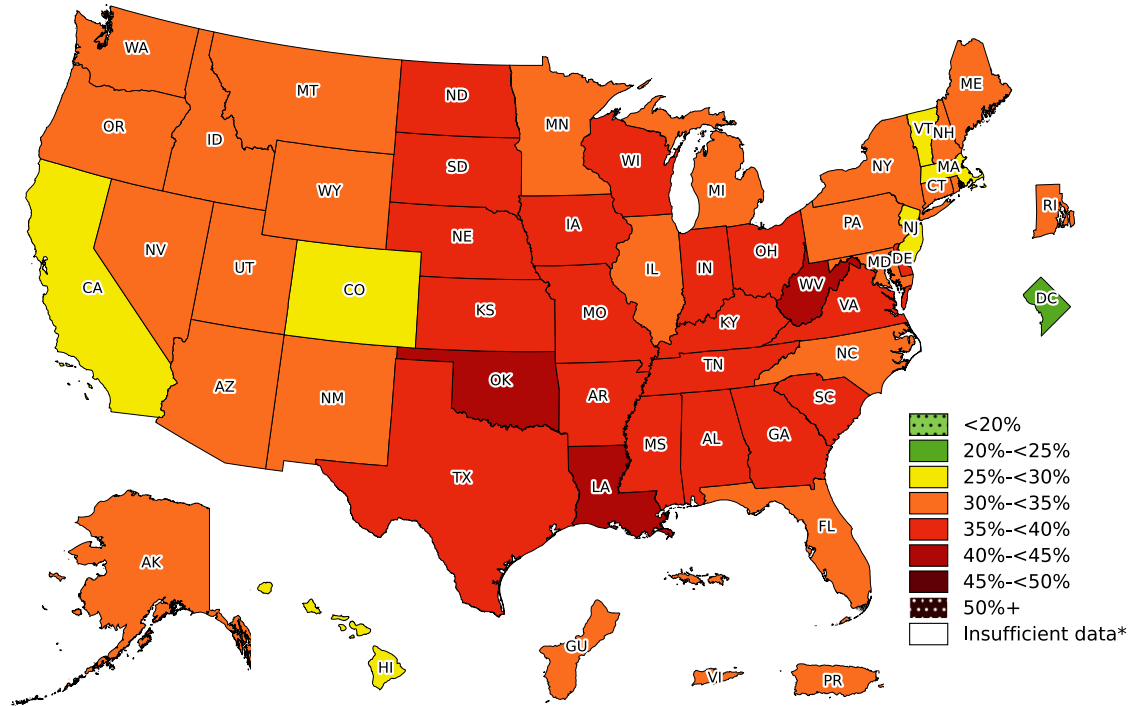 WA
MT
ND
MN
ME
OR
ID
SD
WI
VT
NH
WY
MI
NY
MA
CT
NE
IA
PA
RI
NV
UT
CO
IL
IN
OH
NJ
MD
DE
CA
KS
MO
WV
VA
DC
KY
AZ
NM
OK
AR
TN
NC
SC
TX
LA
MS
AL
GA
FL
AK
HI
GU
VI
PR
<20%
20%-<25%
25%-<30%
30%-<35%
35%-<40%
40%-<45%
45%-<50%
50%+
Insufficient data*